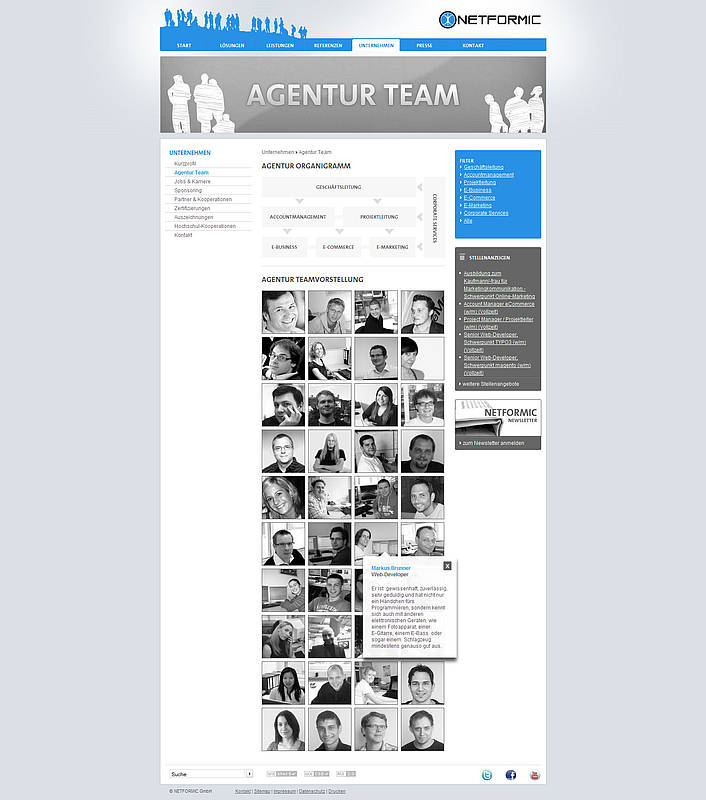 NETFORMIC
START LÖSUNGEN LEISTUNGEN REFERENZEN UNTERNEHMEN PRESSE KONTAKT
AGENTUR TEAM
UNTERNEHMEN
Kurzprofil
Agentur Team
Jobs & Karriere
Sponsoring
Partner & Kooperationen
Zertifizierungen
Auszeichnungen
Hochschul-Kooperationen
Kontakt
Unternehmen Agentur Team
AGENTUR ORGANIGRAMM
GESCHÄFTSLEITUNG
ACCOUNTMANAGEMENT PROJEKTLEITUNG
E-BUSINESS E-COMMERCE E-MARKETING
CORPORATE SERVICES
AGENTUR TEAMVORSTELLUNG
Markus Brunner
Web-Developer
Er ist gewissenhaft, zuverlässig,
sehr geduldig und hat nicht nur
ein Händchen fürs
Programmieren, sondern kennt
sich auch mit anderen
elektronischen Geräten, wie
einem Fotoapparat, einer
E-Gitarre, einem E-Bass oder
sogar einem Schlagzeug
mindestens genauso gut aus.
X
FILTER
Geschäftsleitung
Accountmanagement
Projektleitung
E-Business
E-Commerce
E-Marketing
Corporate Services
Alle
STELLENANZEIGEN
Ausbildung zum
Kaufmann/-frau für
Marketingkommunikation -
Schwerpunkt Online-Marketing
Account Manager eCommerce
(w/m) (Vollzeit)
Project Manager / Projektleiter
(w/m) (Vollzeit)
Senior Web-Developer,
Schwerpunkt TYPO3 (w/m)
(Vollzeit)
Senior Web-Developer,
Schwerpunkt magento (w/m)
(Vollzeit)
weitere Stellenangebote
NETFORMIC
NEWSLETTER
zum Newsletter anmelden
Suche
© NETFORMIC GmbH Kontakt | Sitemap | Impressum | Datenschutz | Drucken